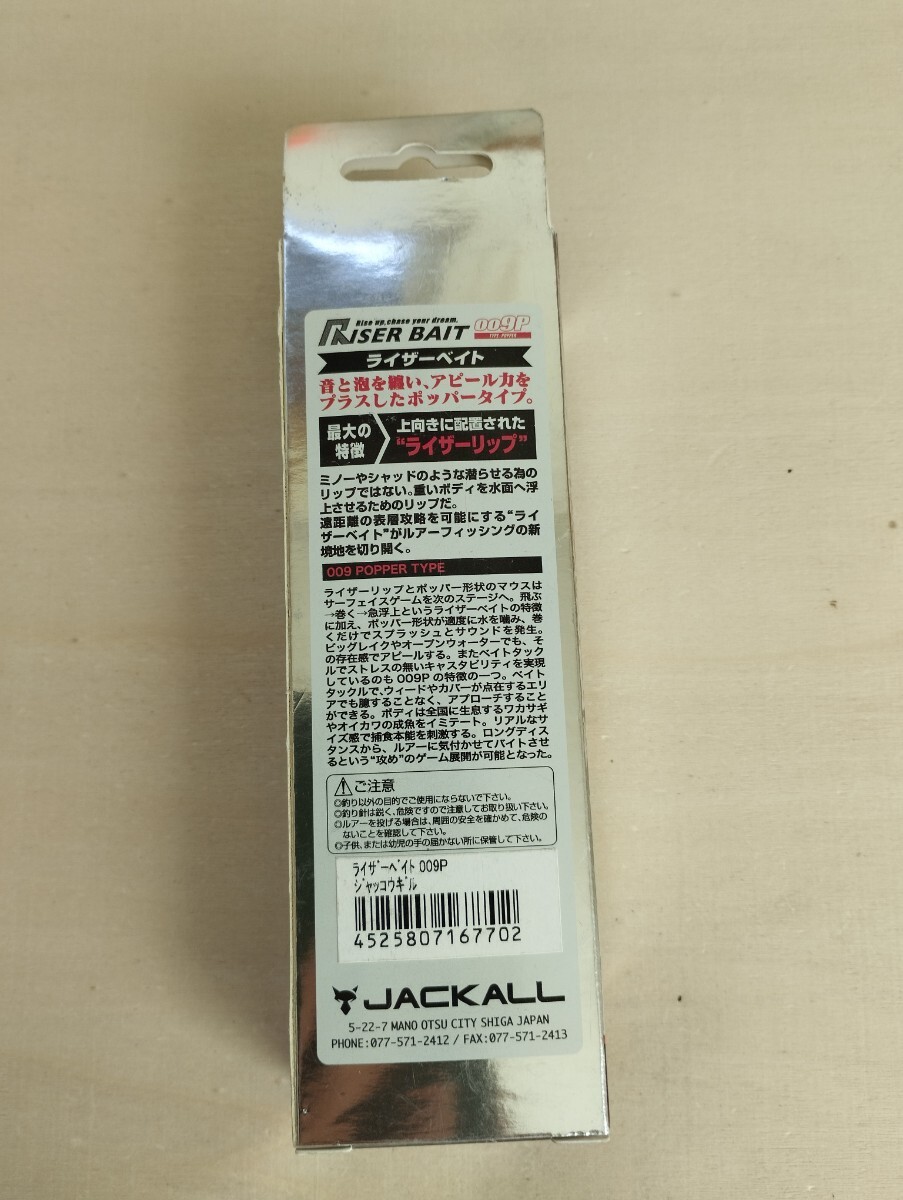 Rise up, chase your dream.
RISER BAIT 009P
TYPE POPPER
ライザーベイト
音と泡を纏い、アピール力を
プラスしたポッパータイプ。
最大の
特徴
上向きに配置された
“ライザーリップ”
ミノーやシャッドのような潜らせる為の
リップではない。重いボディを水面へ浮
上させるためのリップだ。
遠距離の表層攻略を可能にする“ライ
ザーベイト”がルアーフィッシングの新
境地を切り開く。
009 POPPER TYPE
ライザーリップとポッパー形状のマウスは
サーフェイスゲームを次のステージへ。飛ぶ
→巻く→急浮上というライザーベイトの特徴
に加え、ポッパー形状が適度に水を噛み、巻
くだけでスプラッシュとサウンドを発生。
ビッグレイクやオープンウォーターでも、そ
の存在感でアピールする。またベイトタック
ルでストレスの無いキャスタビリティを実現
しているのも009Pの特徴の一つ。ベイト
タックルで、ウィードやカバーが点在するエリ
アでも臆することなく、アプローチすること
ができる。ボディは全国に生息するワカサギ
やオイカワの成魚をイミテート。リアルなサ
イズ感で捕食本能を刺激する。ロングディス
タンスから、ルアーに気付かせてバイトさせ
るという“攻め”のゲーム展開が可能となった。
ご注意
◎釣り以外の目的でご使用にならないで下さい。
◎釣り針は鋭く、危険ですので注意してお取り扱い下さい。
◎ルアーを投げる場合は、周囲の安全を確かめて、危険の
ないことを確認して下さい。
◎子供、または幼児の手の届かない所に保管して下さい。
ﾗｲｻﾞｰﾍﾞｲﾄ 009P
ｼﾞｬｯｺｳｷﾞﾙ
4525807167702
JACKALL
5-22-7 MANO OTSU CITY SHIGA JAPAN
PHONE:077-571-2412 / FAX:077-571-2413